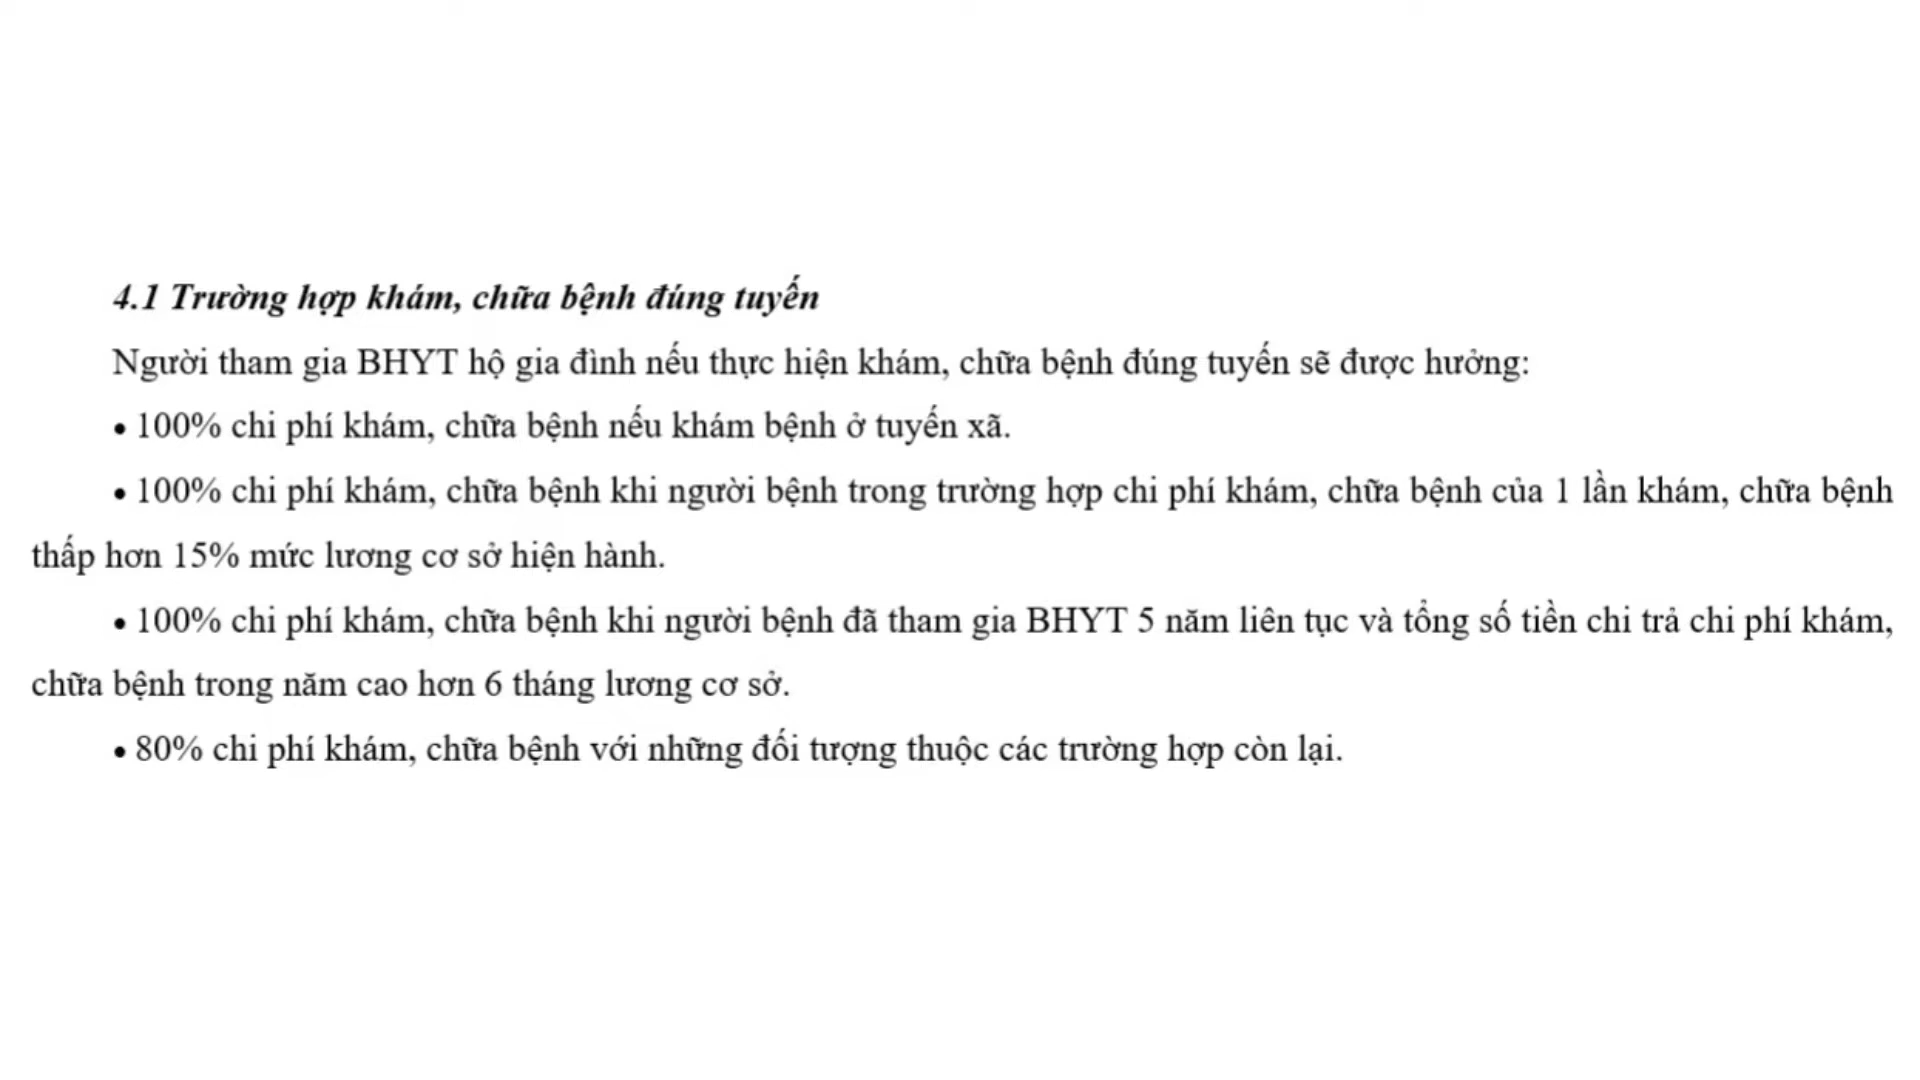 4.1 Trường hợp khám, chữa bệnh đúng tuyến
Người tham gia BHYT hộ gia đình nếu thực hiện khám, chữa bệnh đúng tuyến sẽ được hưởng:
• 100% chi phí khám, chữa bệnh nếu khám bệnh ở tuyến xã.
• 100% chi phí khám, chữa bệnh khi người bệnh trong trường hợp chi phí khám, chữa bệnh của 1 lần khám, chữa bệnh
thấp hơn 15% mức lương cơ sở hiện hành.
• 100% chi phí khám, chữa bệnh khi người bệnh đã tham gia BHYT 5 năm liên tục và tổng số tiền chi trả chi phí khám,
chữa bệnh trong năm cao hơn 6 tháng lương cơ sở.
• 80% chi phí khám, chữa bệnh với những đối tượng thuộc các trường hợp còn lại.